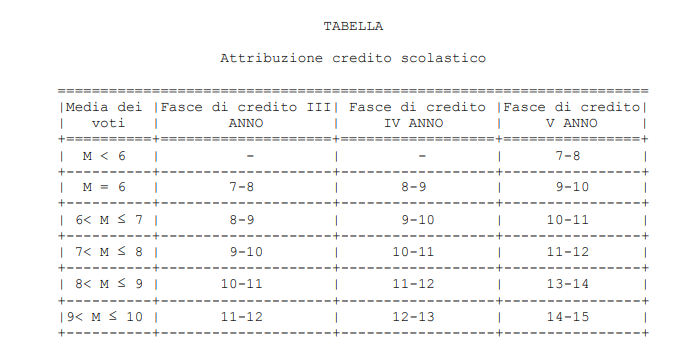 TABELLA
Attribuzione credito scolastico
=====================================================================
|Media dei |Fasce di credito III| Fasce di credito |Fasce di credito|
| voti | ANNO | IV ANNO | V ANNO |
+==========+====================+==================+================+
| M < 6 | - | - | 7-8 |
+----------+--------------------+------------------+----------------+
| M = 6 | 7-8 | 8-9 | 9-10 |
+----------+--------------------+------------------+----------------+
| 6< M ≤ 7 | 8-9 | 9-10 | 10-11 |
+----------+--------------------+------------------+----------------+
| 7< M ≤ 8 | 9-10 | 10-11 | 11-12 |
+----------+--------------------+------------------+----------------+
| 8< M ≤ 9 | 10-11 | 11-12 | 13-14 |
+----------+--------------------+------------------+----------------+
|9< M ≤ 10 | 11-12 | 12-13 | 14-15 |
+----------+--------------------+------------------+----------------+